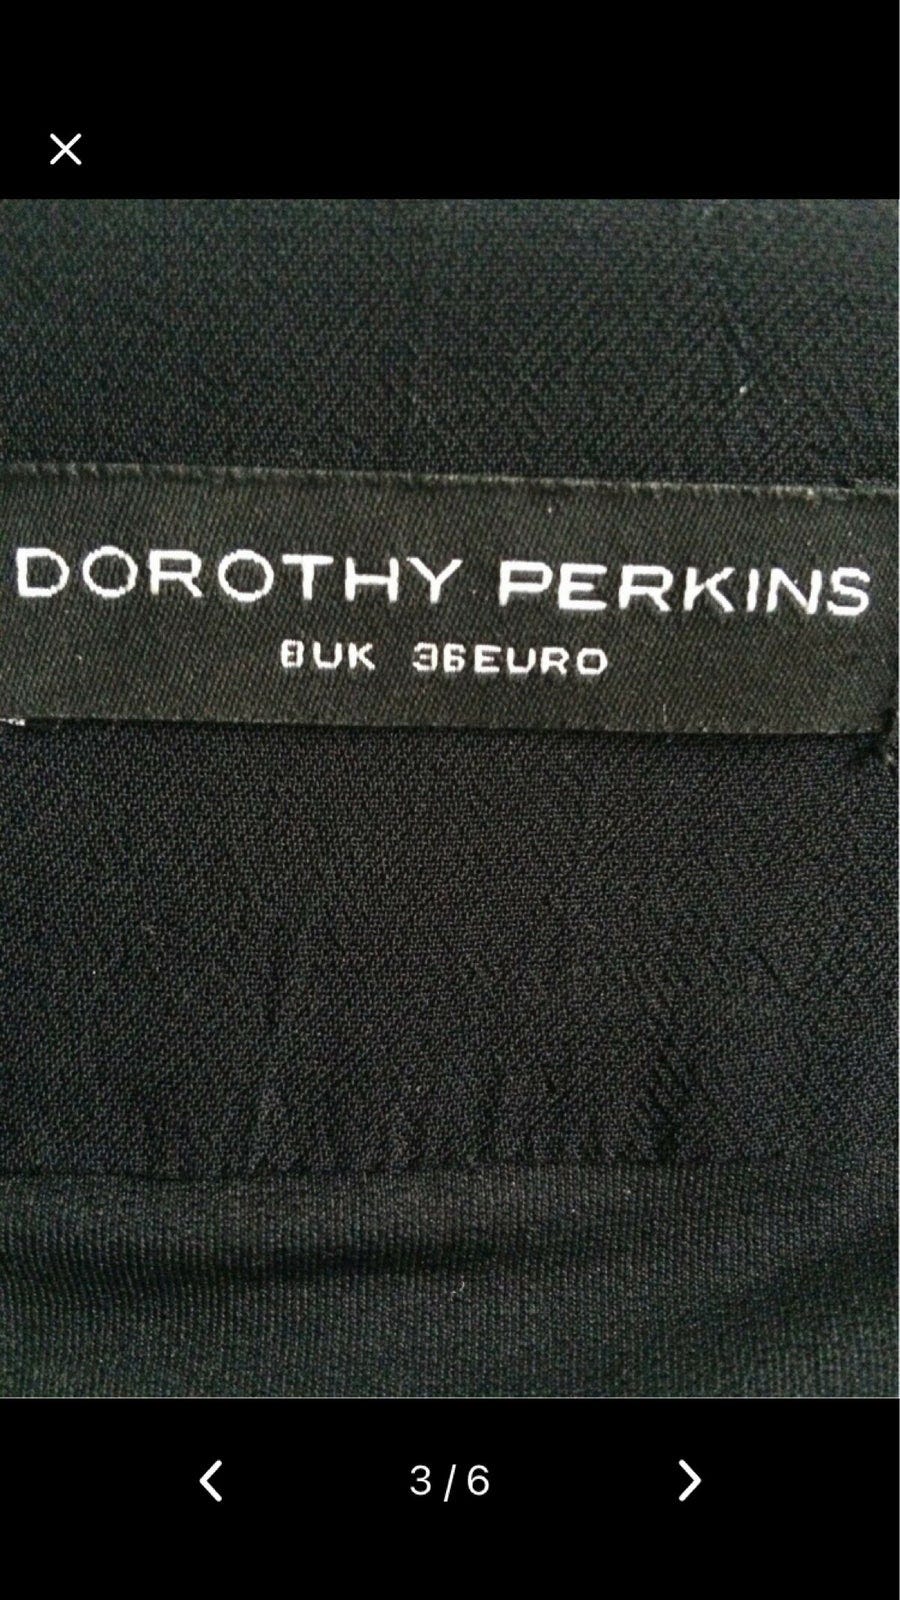 DOROTHY PERKINS
8UK 36EURO
3 / 6